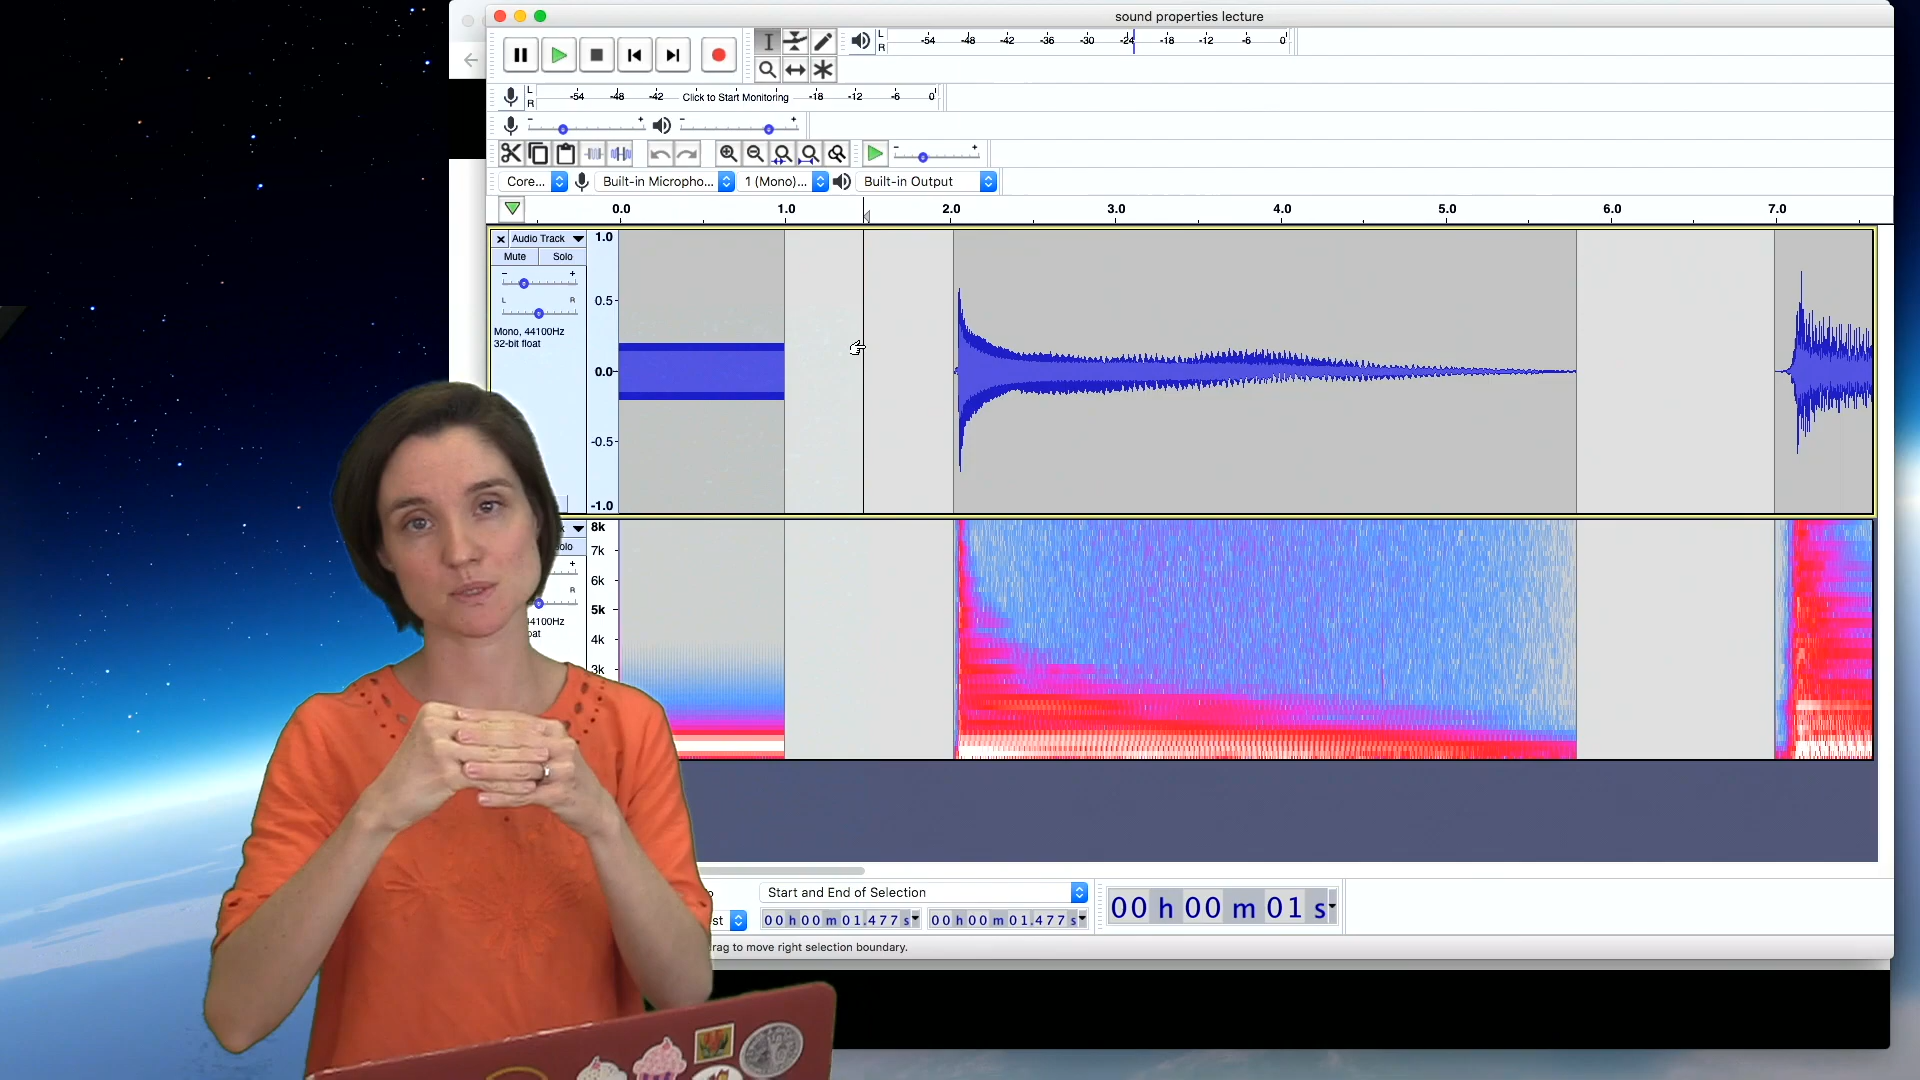 sound properties lecture
L
R
-54 -48 -42 -36 -30 -24 -18 -12 -6 0
L
R
-54 -48 -42 Click to Start Monitoring -18 -12 -6 0
- + - +
- +
Core... Built-in Micropho... 1 (Mono)... Built-in Output
0.0 1.0 2.0 3.0 4.0 5.0 6.0 7.0
Audio Track
Mute Solo
- +
L R
Mono, 44100Hz
32-bit float
1.0
0.5
0.0
-0.5
-1.0
olo
+
R
44100Hz
oat
8k
7k
6k
5k
4k
3k
o Start and End of Selection
st 00 h 00 m 01.477 s 00 h 00 m 01.477 s
00 h 00 m 01 s
rag to move right selection boundary.